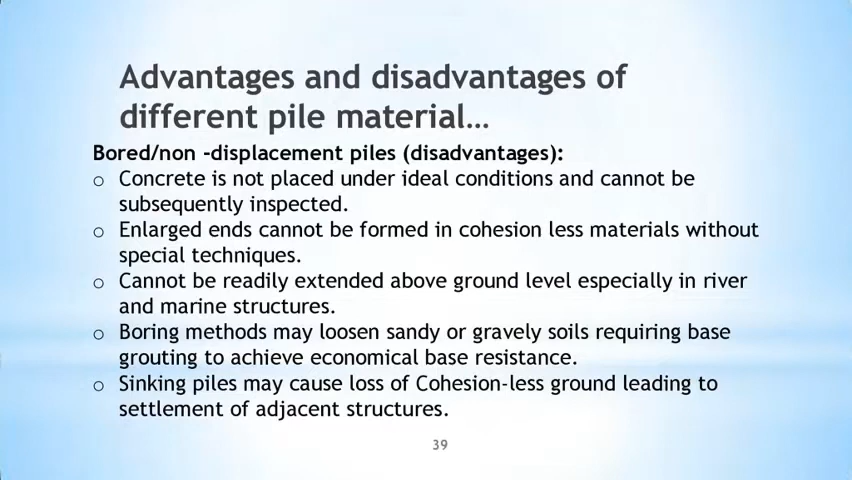 Advantages and disadvantages of
different pile material…
Bored/non -displacement piles (disadvantages):
o Concrete is not placed under ideal conditions and cannot be
subsequently inspected.
o Enlarged ends cannot be formed in cohesion less materials without
special techniques.
o Cannot be readily extended above ground level especially in river
and marine structures.
o Boring methods may loosen sandy or gravely soils requiring base
grouting to achieve economical base resistance.
o Sinking piles may cause loss of Cohesion-less ground leading to
settlement of adjacent structures.
39